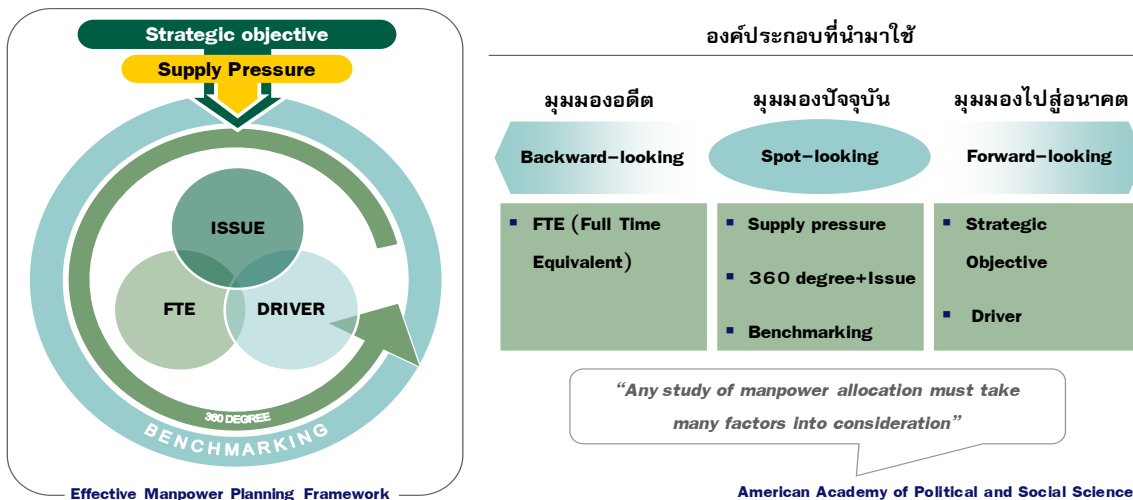 Strategic objective
Supply Pressure
ISSUE
FTE
DRIVER
360 DEGREE
BENCHMARKING
Effective Manpower Planning Framework
องค์ประกอบที่นำมาใช้
มุมมองอดีต
มุมมองปัจจุบัน
มุมมองไปสู่อนาคต
Backward-looking
Spot-looking
Forward-looking
▪ FTE (Full Time
Equivalent)
▪ Supply pressure
▪ 360 degree+Issue
▪ Benchmarking
▪ Strategic
Objective
▪ Driver
“Any study of manpower allocation must take
many factors into consideration”
American Academy of Political and Social Science